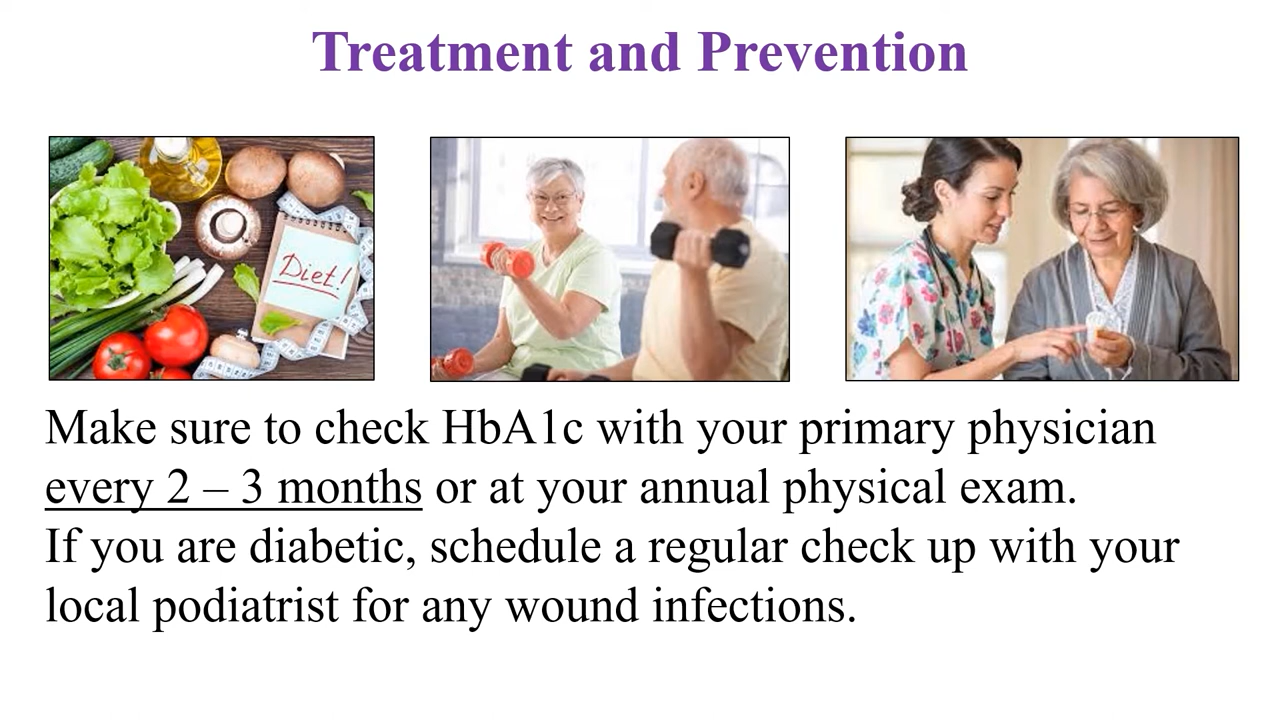 Treatment and Prevention
Diet!
Make sure to check HbA1c with your primary physician
every 2 – 3 months or at your annual physical exam.
If you are diabetic, schedule a regular check up with your
local podiatrist for any wound infections.